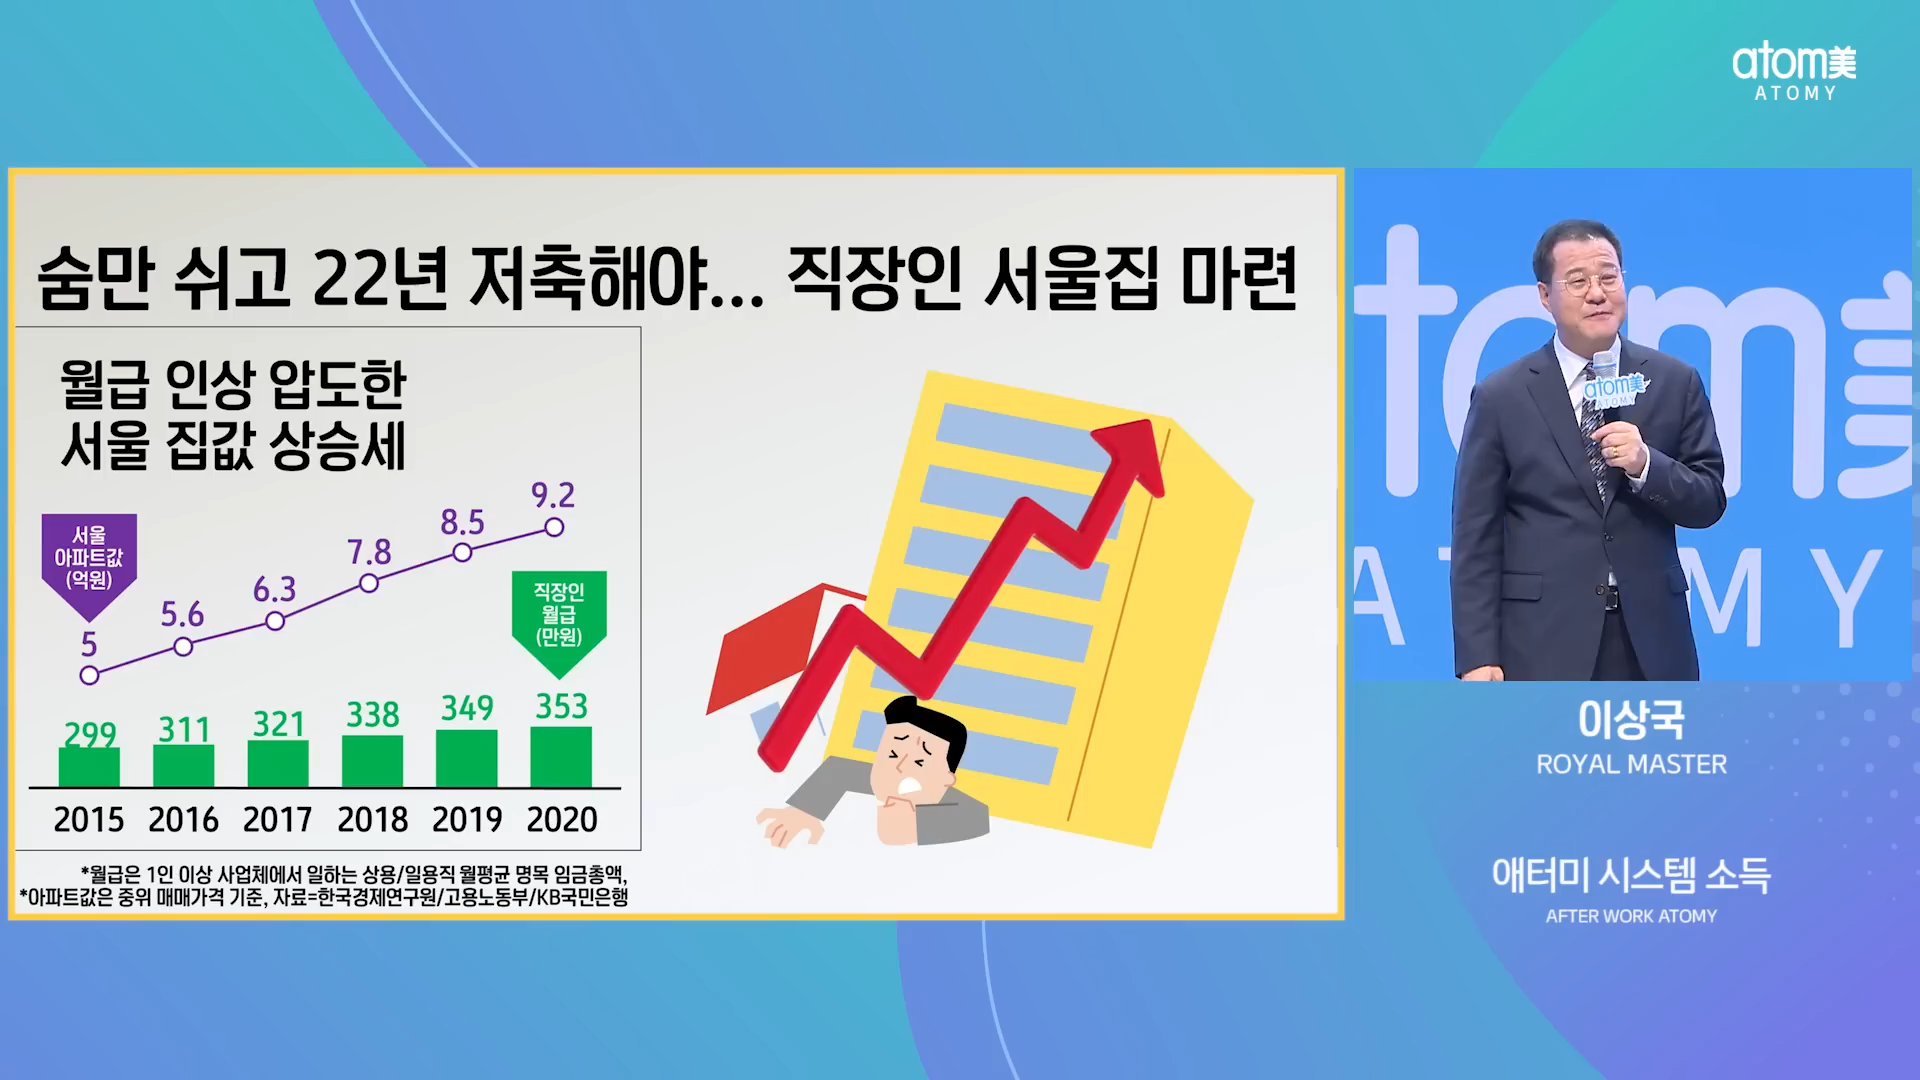 atom美
ATOMY
숨만 쉬고 22년 저축해야... 직장인 서울집 마련
월급 인상 압도한
서울 집값 상승세
서울
아파트값
(억원)
5
5.6
6.3
7.8
8.5
9.2
직장인
월급
(만원)
299
311
321
338
349
353
2015
2016
2017
2018
2019
2020
*월급은 1인 이상 사업체에서 일하는 상용/일용직 월평균 명목 임금총액,
*아파트값은 중위 매매가격 기준, 자료=한국경제연구원/고용노동부/KB국민은행
atom美
ATOMY
이상국
ROYAL MASTER
애터미 시스템 소득
AFTER WORK ATOMY